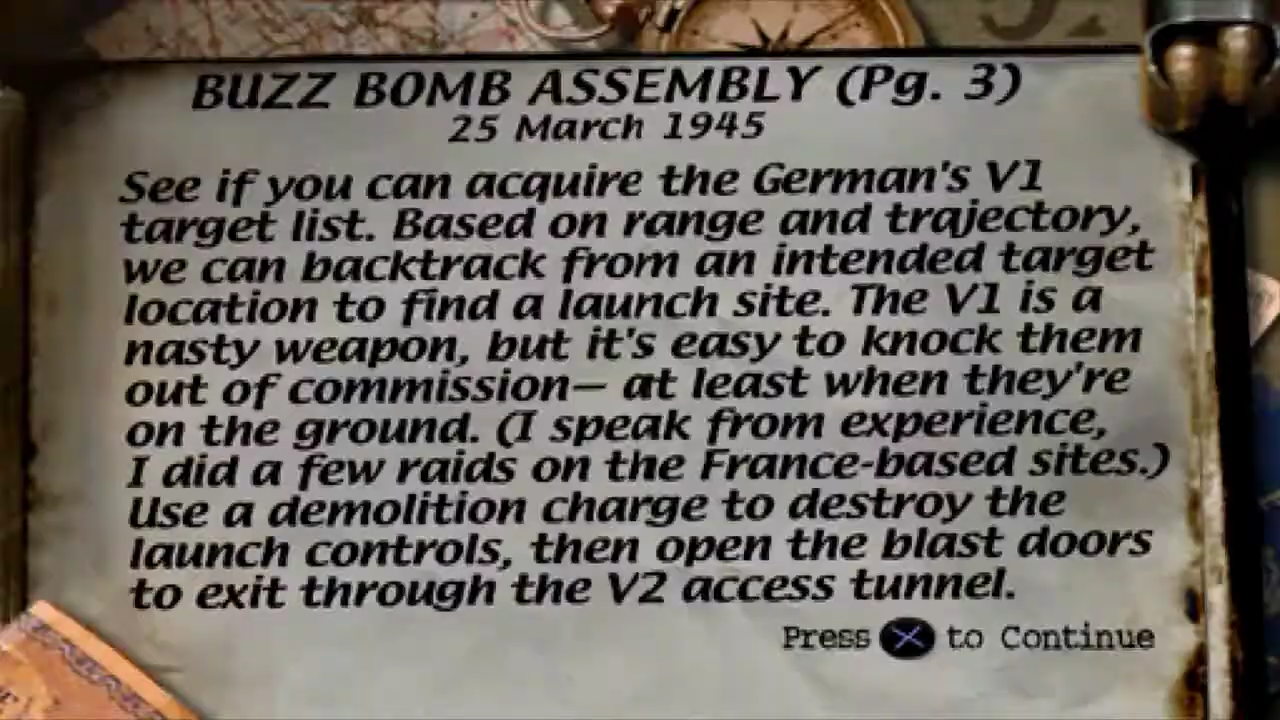 BUZZ BOMB ASSEMBLY (Pg. 3)
25 March 1945
See if you can acquire the German's V1
target list. Based on range and trajectory,
we can backtrack from an intended target
location to find a launch site. The V1 is a
nasty weapon, but it's easy to knock them
out of commission— at least when they're
on the ground. (I speak from experience,
I did a few raids on the France-based sites.)
Use a demolition charge to destroy the
launch controls, then open the blast doors
to exit through the V2 access tunnel.
Press to Continue